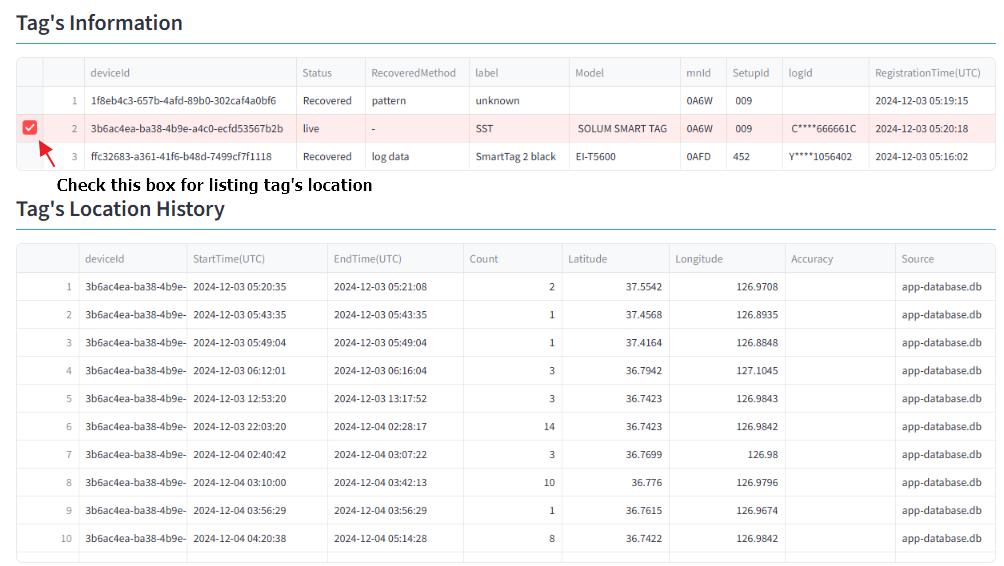 Tag's Information
deviceId Status RecoveredMethod label Model mnId SetupId logId RegistrationTime(UTC)
1 1f8eb4c3-657b-4afd-89b0-302caf4a0bf6 Recovered pattern unknown 0A6W 009 2024-12-03 05:19:15
2 3b6ac4ea-ba38-4b9e-a4c0-ecfd53567b2b live - SST SOLUM SMART TAG 0A6W 009 C****666661C 2024-12-03 05:20:18
3 ffc32683-a361-41f6-b48d-7499cf7f1118 Recovered log data SmartTag 2 black EI-T5600 0AFD 452 Y****1056402 2024-12-03 05:16:02
Check this box for listing tag's location
Tag's Location History
deviceId StartTime(UTC) EndTime(UTC) Count Latitude Longitude Accuracy Source
1 3b6ac4ea-ba38-4b9e- 2024-12-03 05:20:35 2024-12-03 05:21:08 2 37.5542 126.9708 app-database.db
2 3b6ac4ea-ba38-4b9e- 2024-12-03 05:43:35 2024-12-03 05:43:35 1 37.4568 126.8935 app-database.db
3 3b6ac4ea-ba38-4b9e- 2024-12-03 05:49:04 2024-12-03 05:49:04 1 37.4164 126.8848 app-database.db
4 3b6ac4ea-ba38-4b9e- 2024-12-03 06:12:01 2024-12-03 06:16:04 3 36.7942 127.1045 app-database.db
5 3b6ac4ea-ba38-4b9e- 2024-12-03 12:53:20 2024-12-03 13:17:52 3 36.7423 126.9843 app-database.db
6 3b6ac4ea-ba38-4b9e- 2024-12-03 22:03:20 2024-12-04 02:28:17 14 36.7423 126.9842 app-database.db
7 3b6ac4ea-ba38-4b9e- 2024-12-04 02:40:42 2024-12-04 03:07:22 3 36.7699 126.98 app-database.db
8 3b6ac4ea-ba38-4b9e- 2024-12-04 03:10:00 2024-12-04 03:42:13 10 36.776 126.9796 app-database.db
9 3b6ac4ea-ba38-4b9e- 2024-12-04 03:56:29 2024-12-04 03:56:29 1 36.7615 126.9674 app-database.db
10 3b6ac4ea-ba38-4b9e- 2024-12-04 04:20:38 2024-12-04 05:14:28 8 36.7422 126.9842 app-database.db